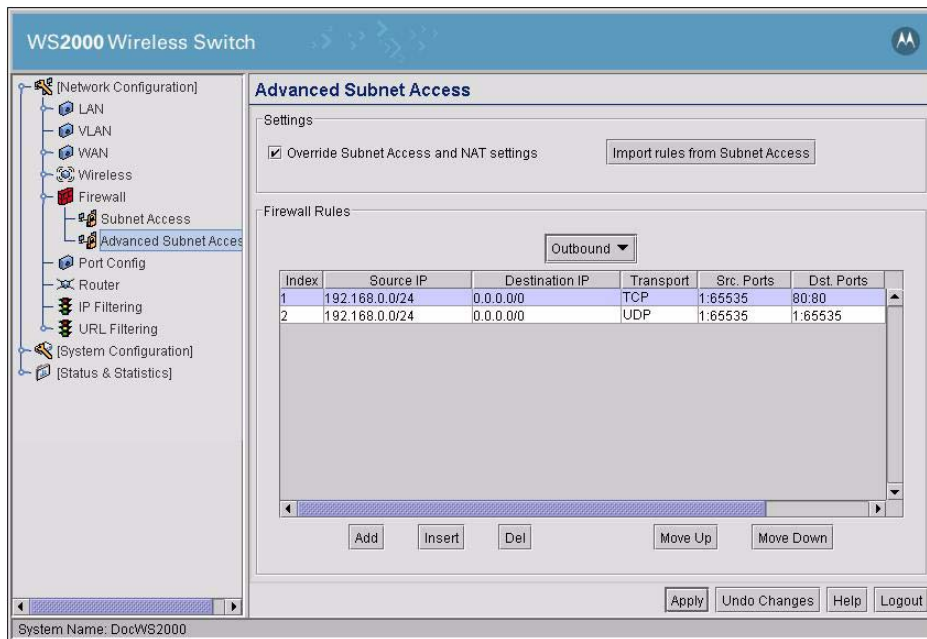 WS2000 Wireless Switch
[Network Configuration]
LAN
VLAN
WAN
Wireless
Firewall
Subnet Access
Advanced Subnet Acces
Port Config
Router
IP Filtering
URL Filtering
[System Configuration]
[Status & Statistics]
Advanced Subnet Access
Settings
Override Subnet Access and NAT settings
Import rules from Subnet Access
Firewall Rules
Outbound
Index Source IP Destination IP Transport Src. Ports Dst. Ports
1 192.168.0.0/24 0.0.0.0/0 TCP 1:65535 80:80
2 192.168.0.0/24 0.0.0.0/0 UDP 1:65535 1:65535
Add Insert Del Move Up Move Down
Apply Undo Changes Help Logout
System Name: DocWS2000